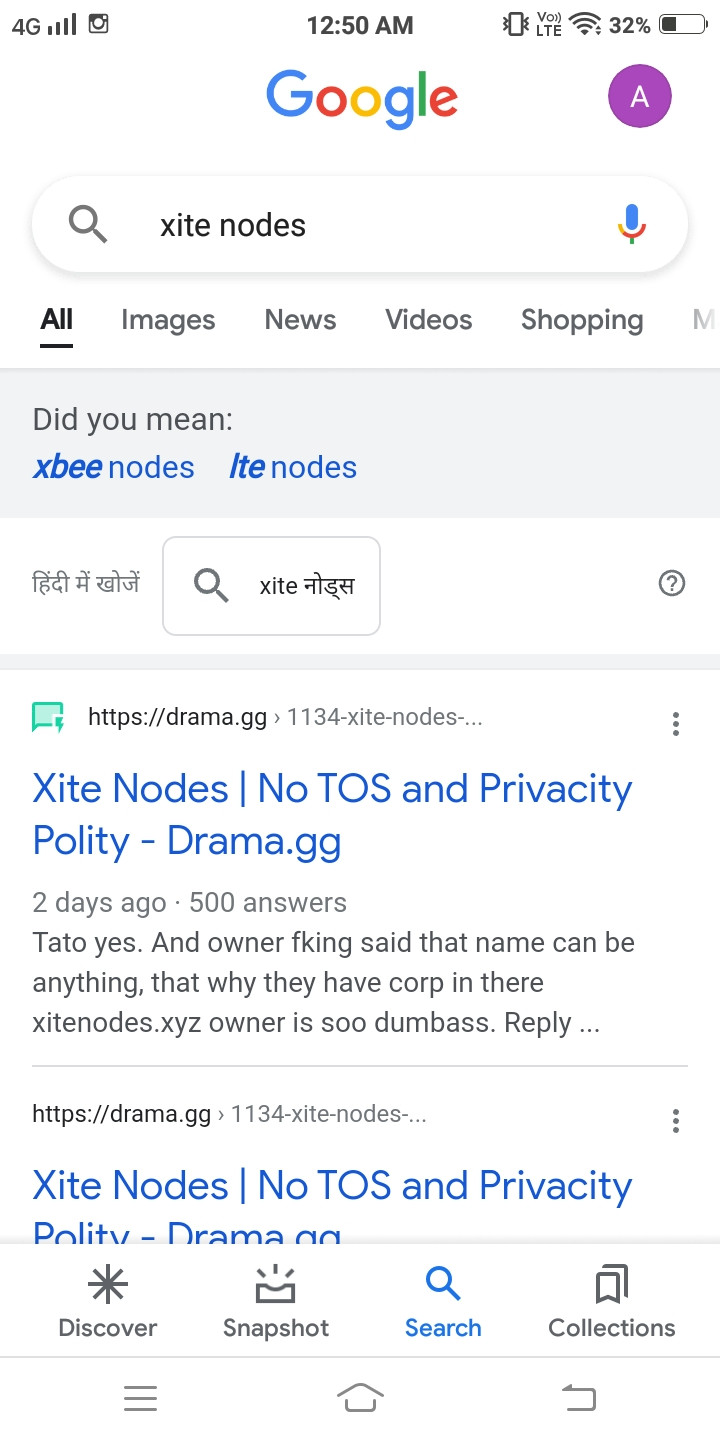 4G 12:50 AM Vo)) LTE 32%
Google
A
xite nodes
All Images News Videos Shopping M
Did you mean:
xbee nodes lte nodes
हिंदी में खोजें xite नोड्स
https://drama.gg › 1134-xite-nodes-...
Xite Nodes | No TOS and Privacity
Polity - Drama.gg
2 days ago · 500 answers
Tato yes. And owner fking said that name can be
anything, that why they have corp in there
xitenodes.xyz owner is soo dumbass. Reply ...
https://drama.gg › 1134-xite-nodes-...
Xite Nodes | No TOS and Privacity
Polity - Drama.gg
Discover Snapshot Search Collections